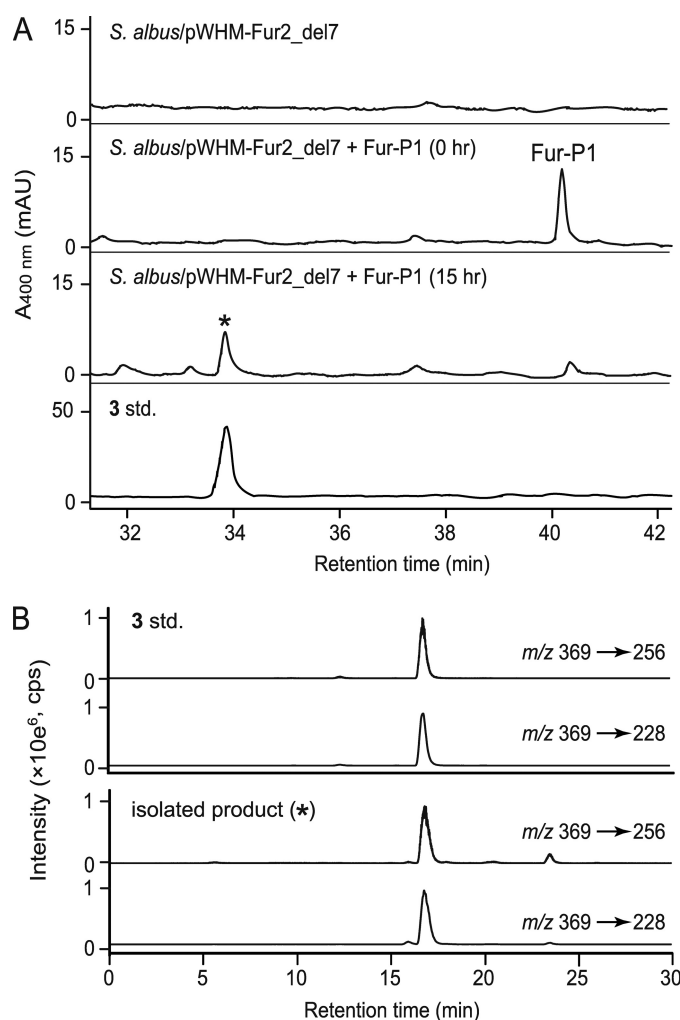 A
15
S. albus/pWHM-Fur2_del7
0
15
S. albus/pWHM-Fur2_del7 + Fur-P1 (0 hr)
Fur-P1
0
15
S. albus/pWHM-Fur2_del7 + Fur-P1 (15 hr)
*
0
50
3 std.
0
A400 nm (mAU)
32 34 36 38 40 42
Retention time (min)
B
1
3 std.
m/z 369 → 256
0
1
m/z 369 → 228
0
1
isolated product (*)
m/z 369 → 256
0
1
m/z 369 → 228
0
Intensity (×10e⁶, cps)
0 5 10 15 20 25 30
Retention time (min)